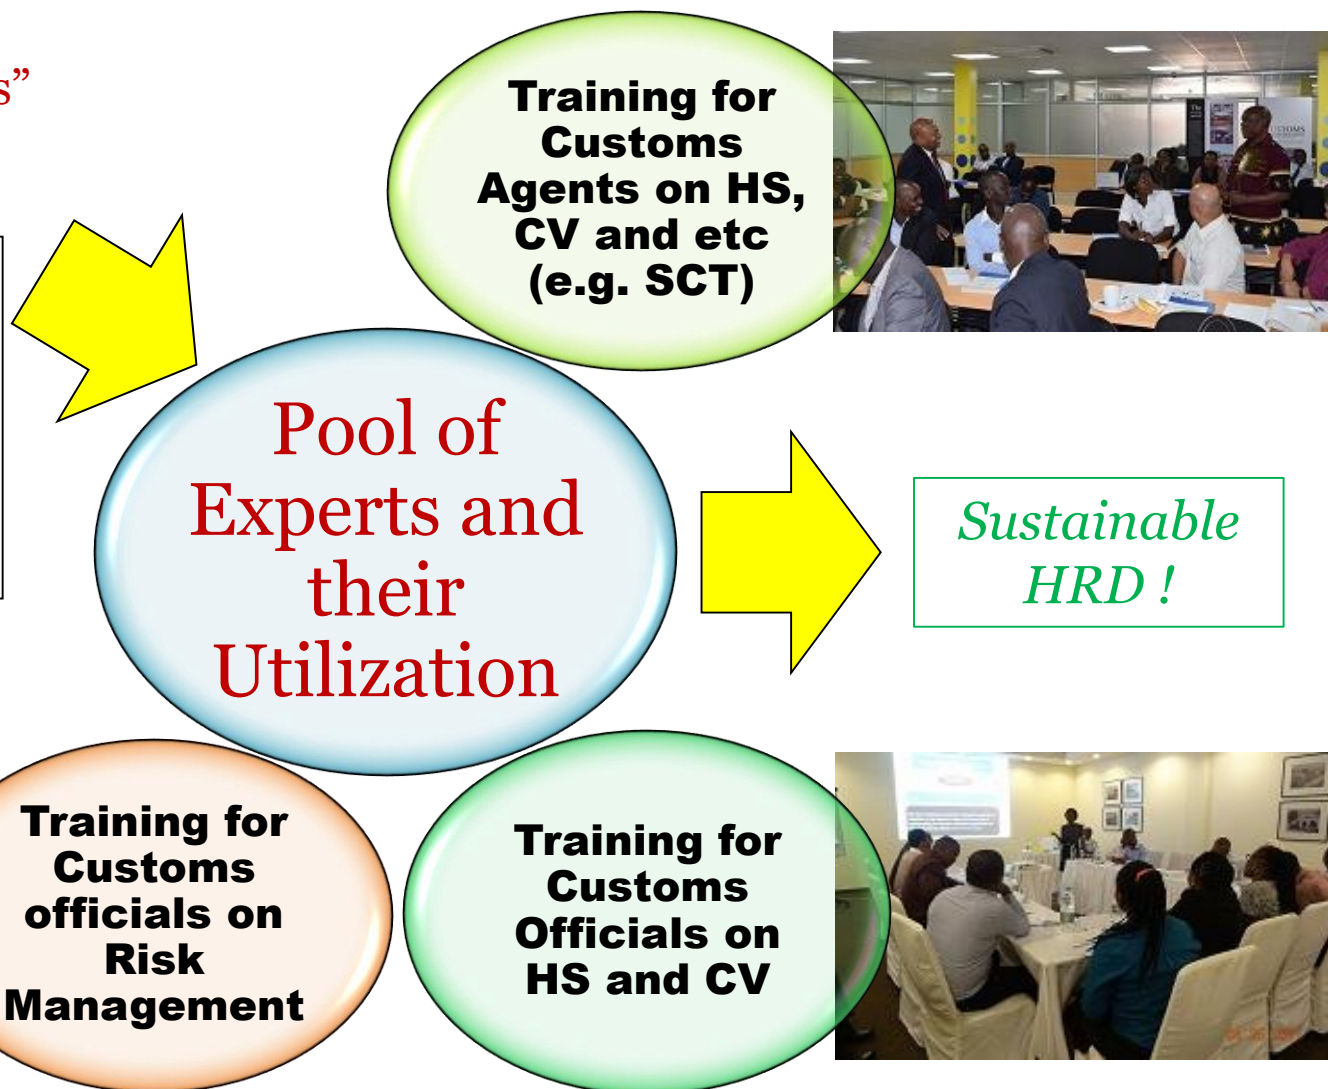 s”
Training for
Customs
Agents on HS,
CV and etc
(e.g. SCT)
Pool of
Experts and
their
Utilization
Sustainable
HRD !
Training for
Customs
officials on
Risk
Management
Training for
Customs
Officials on
HS and CV